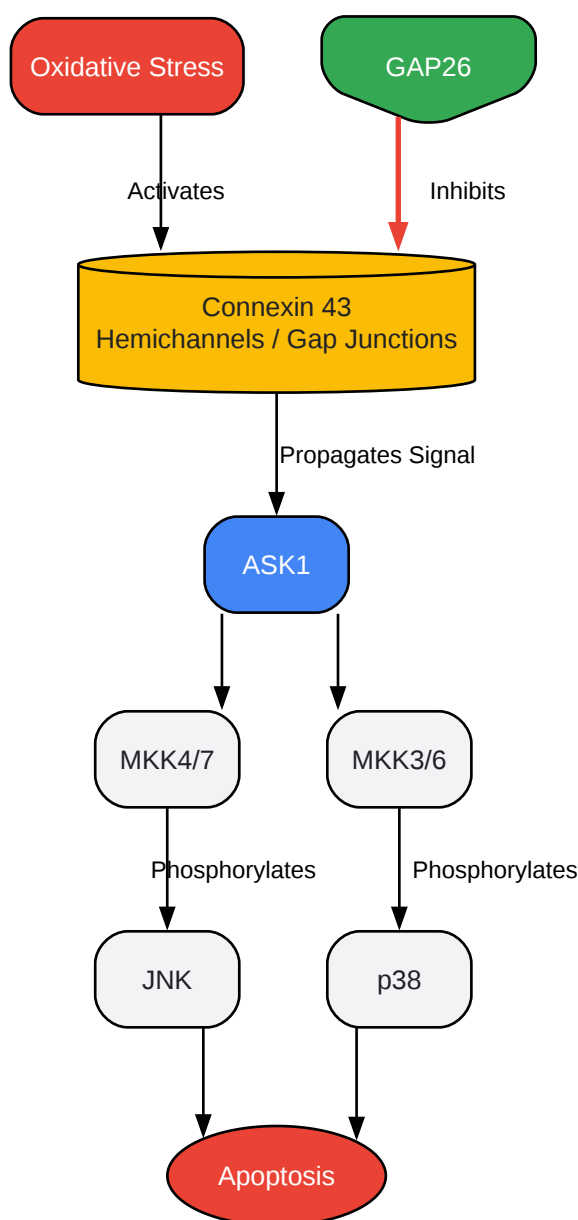 Oxidative Stress
GAP26
Activates
Inhibits
Connexin 43
Hemichannels / Gap Junctions
Propagates Signal
ASK1
MKK4/7
MKK3/6
Phosphorylates
Phosphorylates
JNK
p38
Apoptosis